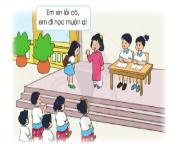 Em xin lỗi cô,
em đi học muộn ạ!